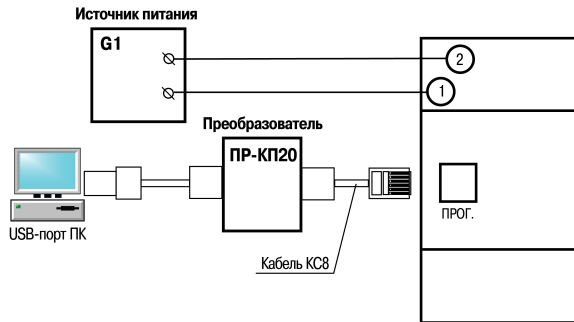 Источник питания
G1
2
1
Преобразователь
ПР-КП20
ПРОГ.
USB-порт ПК
Кабель КС8